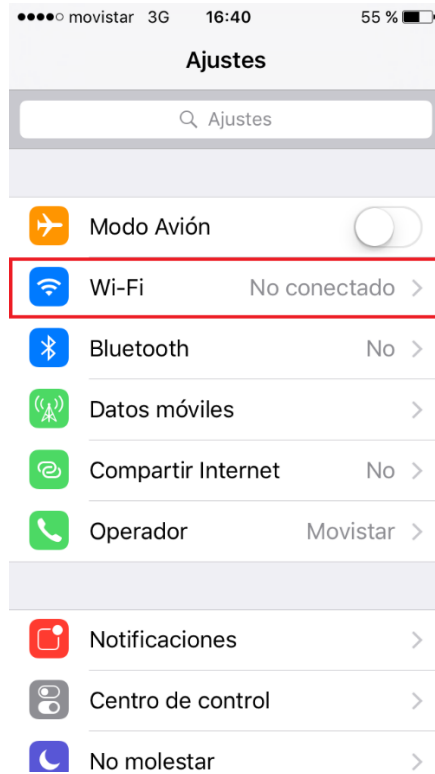 movistar 3G 16:40 55 %
Ajustes
Ajustes
Modo Avión
Wi-Fi No conectado
Bluetooth No
Datos móviles
Compartir Internet No
Operador Movistar
Notificaciones
Centro de control
No molestar